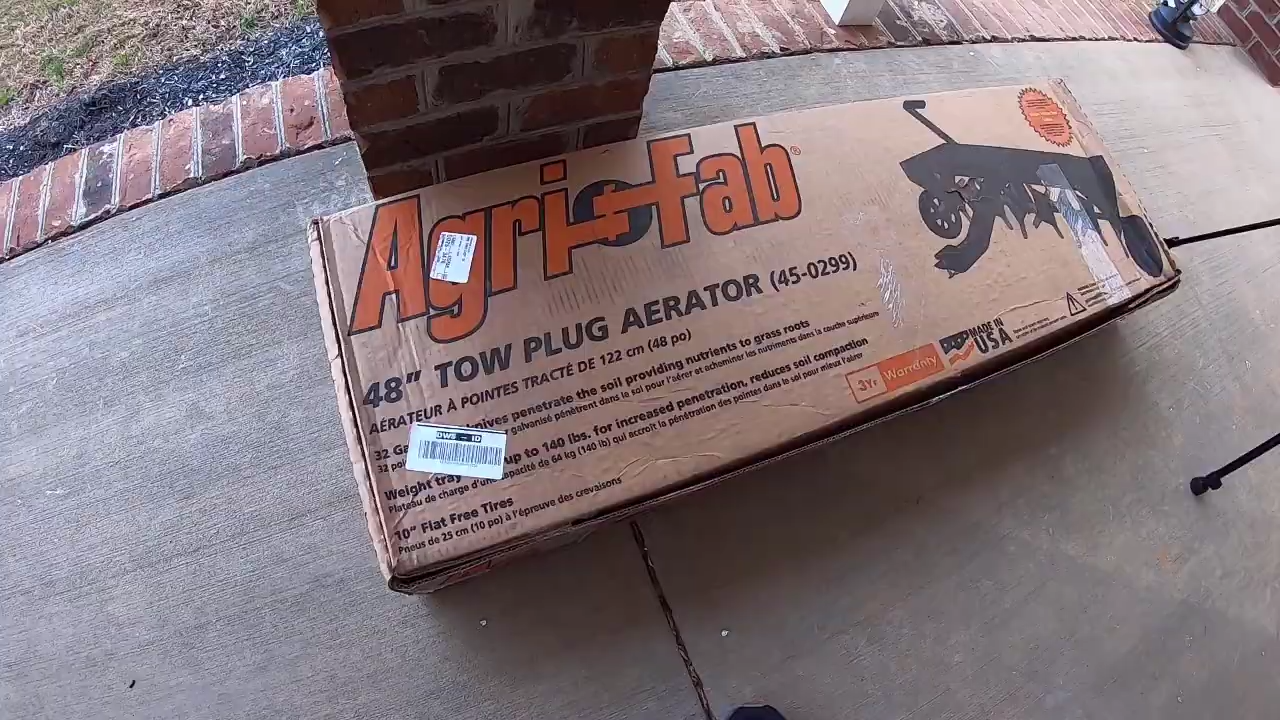 Agri-Fab®
48" TOW PLUG AERATOR (45-0299)
AÉRATEUR À POINTES TRACTÉ DE 122 cm (48 po)
32 Ga knives penetrate the soil providing nutrients to grass roots
32 galvanisé pénètrent dans le sol pour l'aérer et acheminer les nutriments dans la couche supérieure
Weight tray up to 140 lbs. for increased penetration, reduces soil compaction
Plateau de charge d'un capacité de 64 kg (140 lb) qui accroît la pénétration des pointes dans le sol pour mieux l'aérer
10" Flat Free Tires
Pneus de 25 cm (10 po) à l'épreuve des crevaisons
DWS - ID
3Yr Warranty
MADE IN
USA